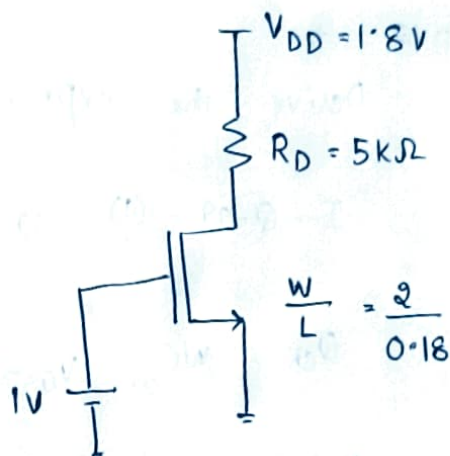 VDD = 1.8 V
RD = 5 kΩ
W/L = 2/0.18
1V